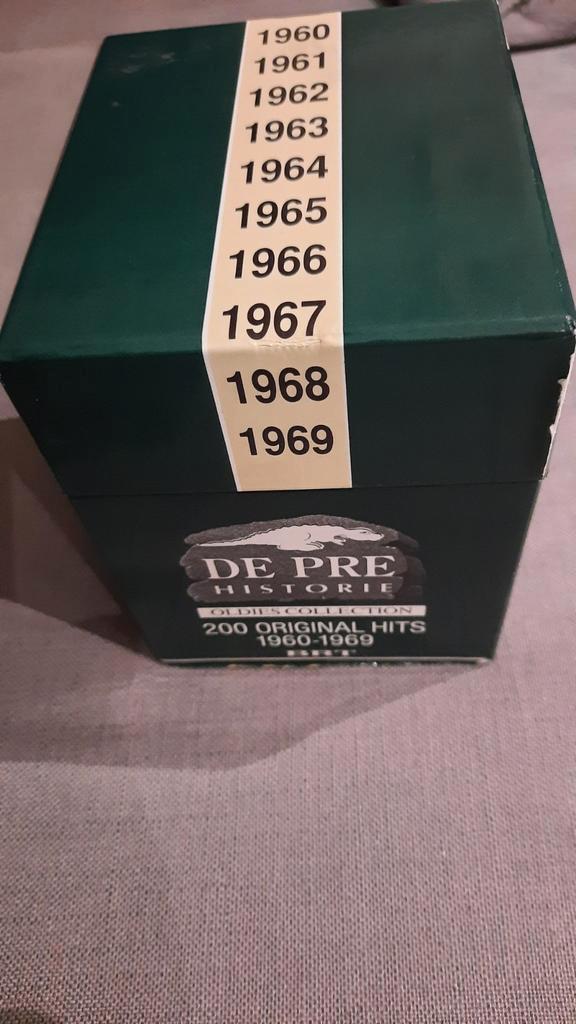 1960
1961
1962
1963
1964
1965
1966
1967
1968
1969
DE PRE
HISTORIE
OLDIES COLLECTION
200 ORIGINAL HITS
1960-1969
BRT